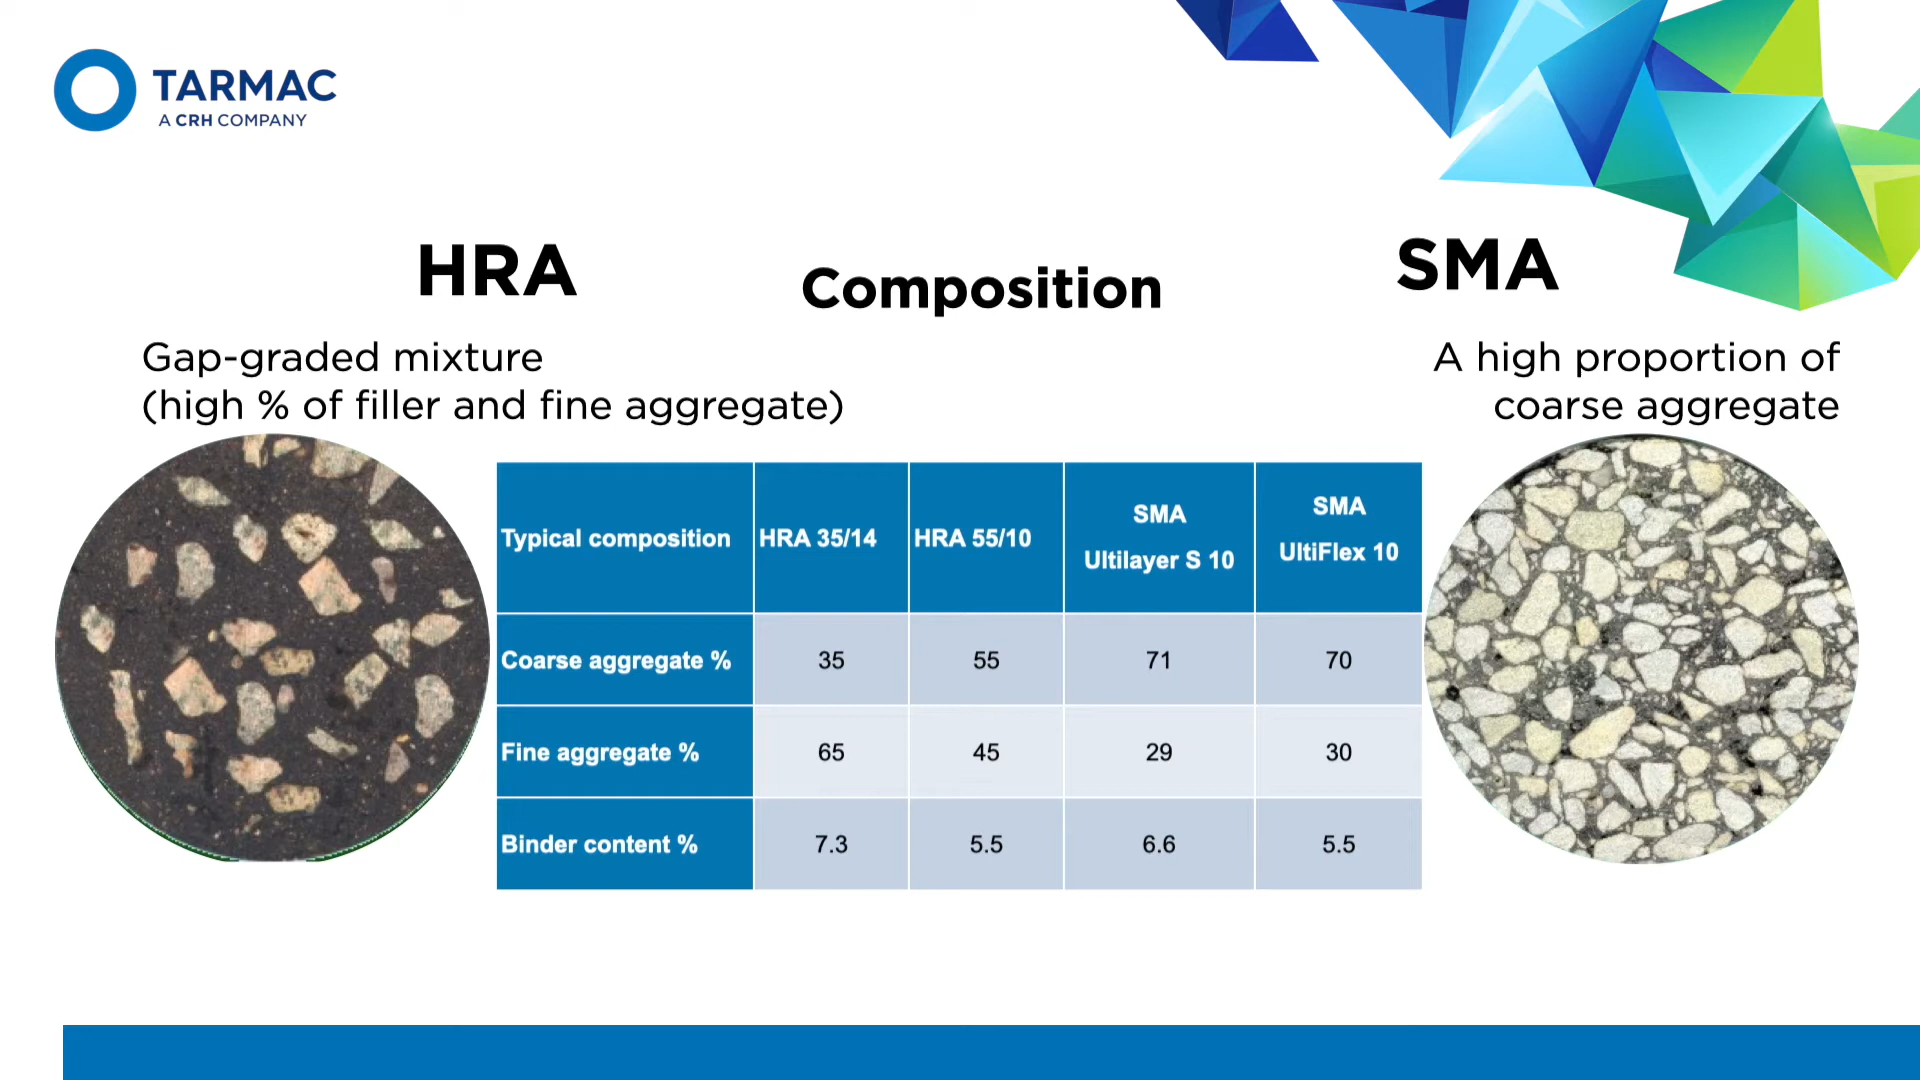 TARMAC
A CRH COMPANY
HRA
Composition
SMA
Gap-graded mixture
(high % of filler and fine aggregate)
A high proportion of
coarse aggregate
Typical composition
HRA 35/14
HRA 55/10
SMA
Ultilayer S 10
SMA
UltiFlex 10
Coarse aggregate % 35 55 71 70
Fine aggregate % 65 45 29 30
Binder content % 7.3 5.5 6.6 5.5